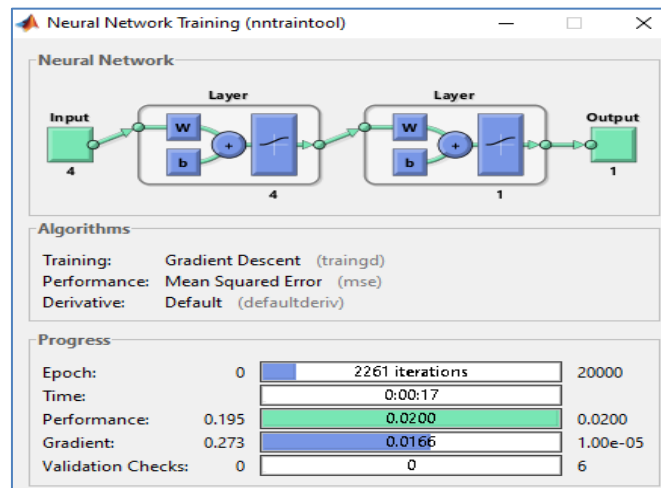 Neural Network Training (nntraintool)
Neural Network
Layer Layer
Input Output
W W
+ +
b b
4 1
4 1
Algorithms
Training: Gradient Descent (traingd)
Performance: Mean Squared Error (mse)
Derivative: Default (defaultderiv)
Progress
Epoch: 0 2261 iterations 20000
Time: 0:00:17
Performance: 0.195 0.0200 0.0200
Gradient: 0.273 0.0166 1.00e-05
Validation Checks: 0 0 6